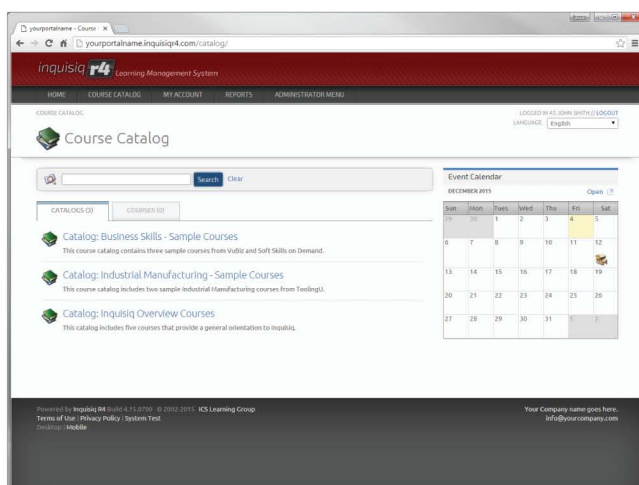 yourportalname - Course
yourportalname.inquisiqr4.com/catalog/
inquisiq r4 Learning Management System
HOME COURSE CATALOG MY ACCOUNT REPORTS ADMINISTRATOR MENU
COURSE CATALOG
LOGGED IN AS JOHN SMITH // LOGOUT
LANGUAGE English
Course Catalog
Search Clear
CATALOGS (3) COURSES (0)
Catalog: Business Skills - Sample Courses
This course catalog contains three sample courses from VuBiz and Soft Skills on Demand.
Catalog: Industrial Manufacturing - Sample Courses
This course catalog includes two sample Industrial Manufacturing courses from ToolingU.
Catalog: Inquisiq Overview Courses
This catalog includes five courses that provide a general orientation to Inquisiq.
Event Calendar
DECEMBER 2015 Open
Sun Mon Tues Wed Thu Fri Sat
29 30 1 2 3 4 5
6 7 8 9 10 11 12
13 14 15 16 17 18 19
20 21 22 23 24 25 26
27 28 29 30 31 1 2
Powered by Inquisiq R4 Build 4.15.0700 © 2002-2015 ICS Learning Group
Terms of Use | Privacy Policy | System Test
Desktop | Mobile
Your Company name goes here.
info@yourcompany.com